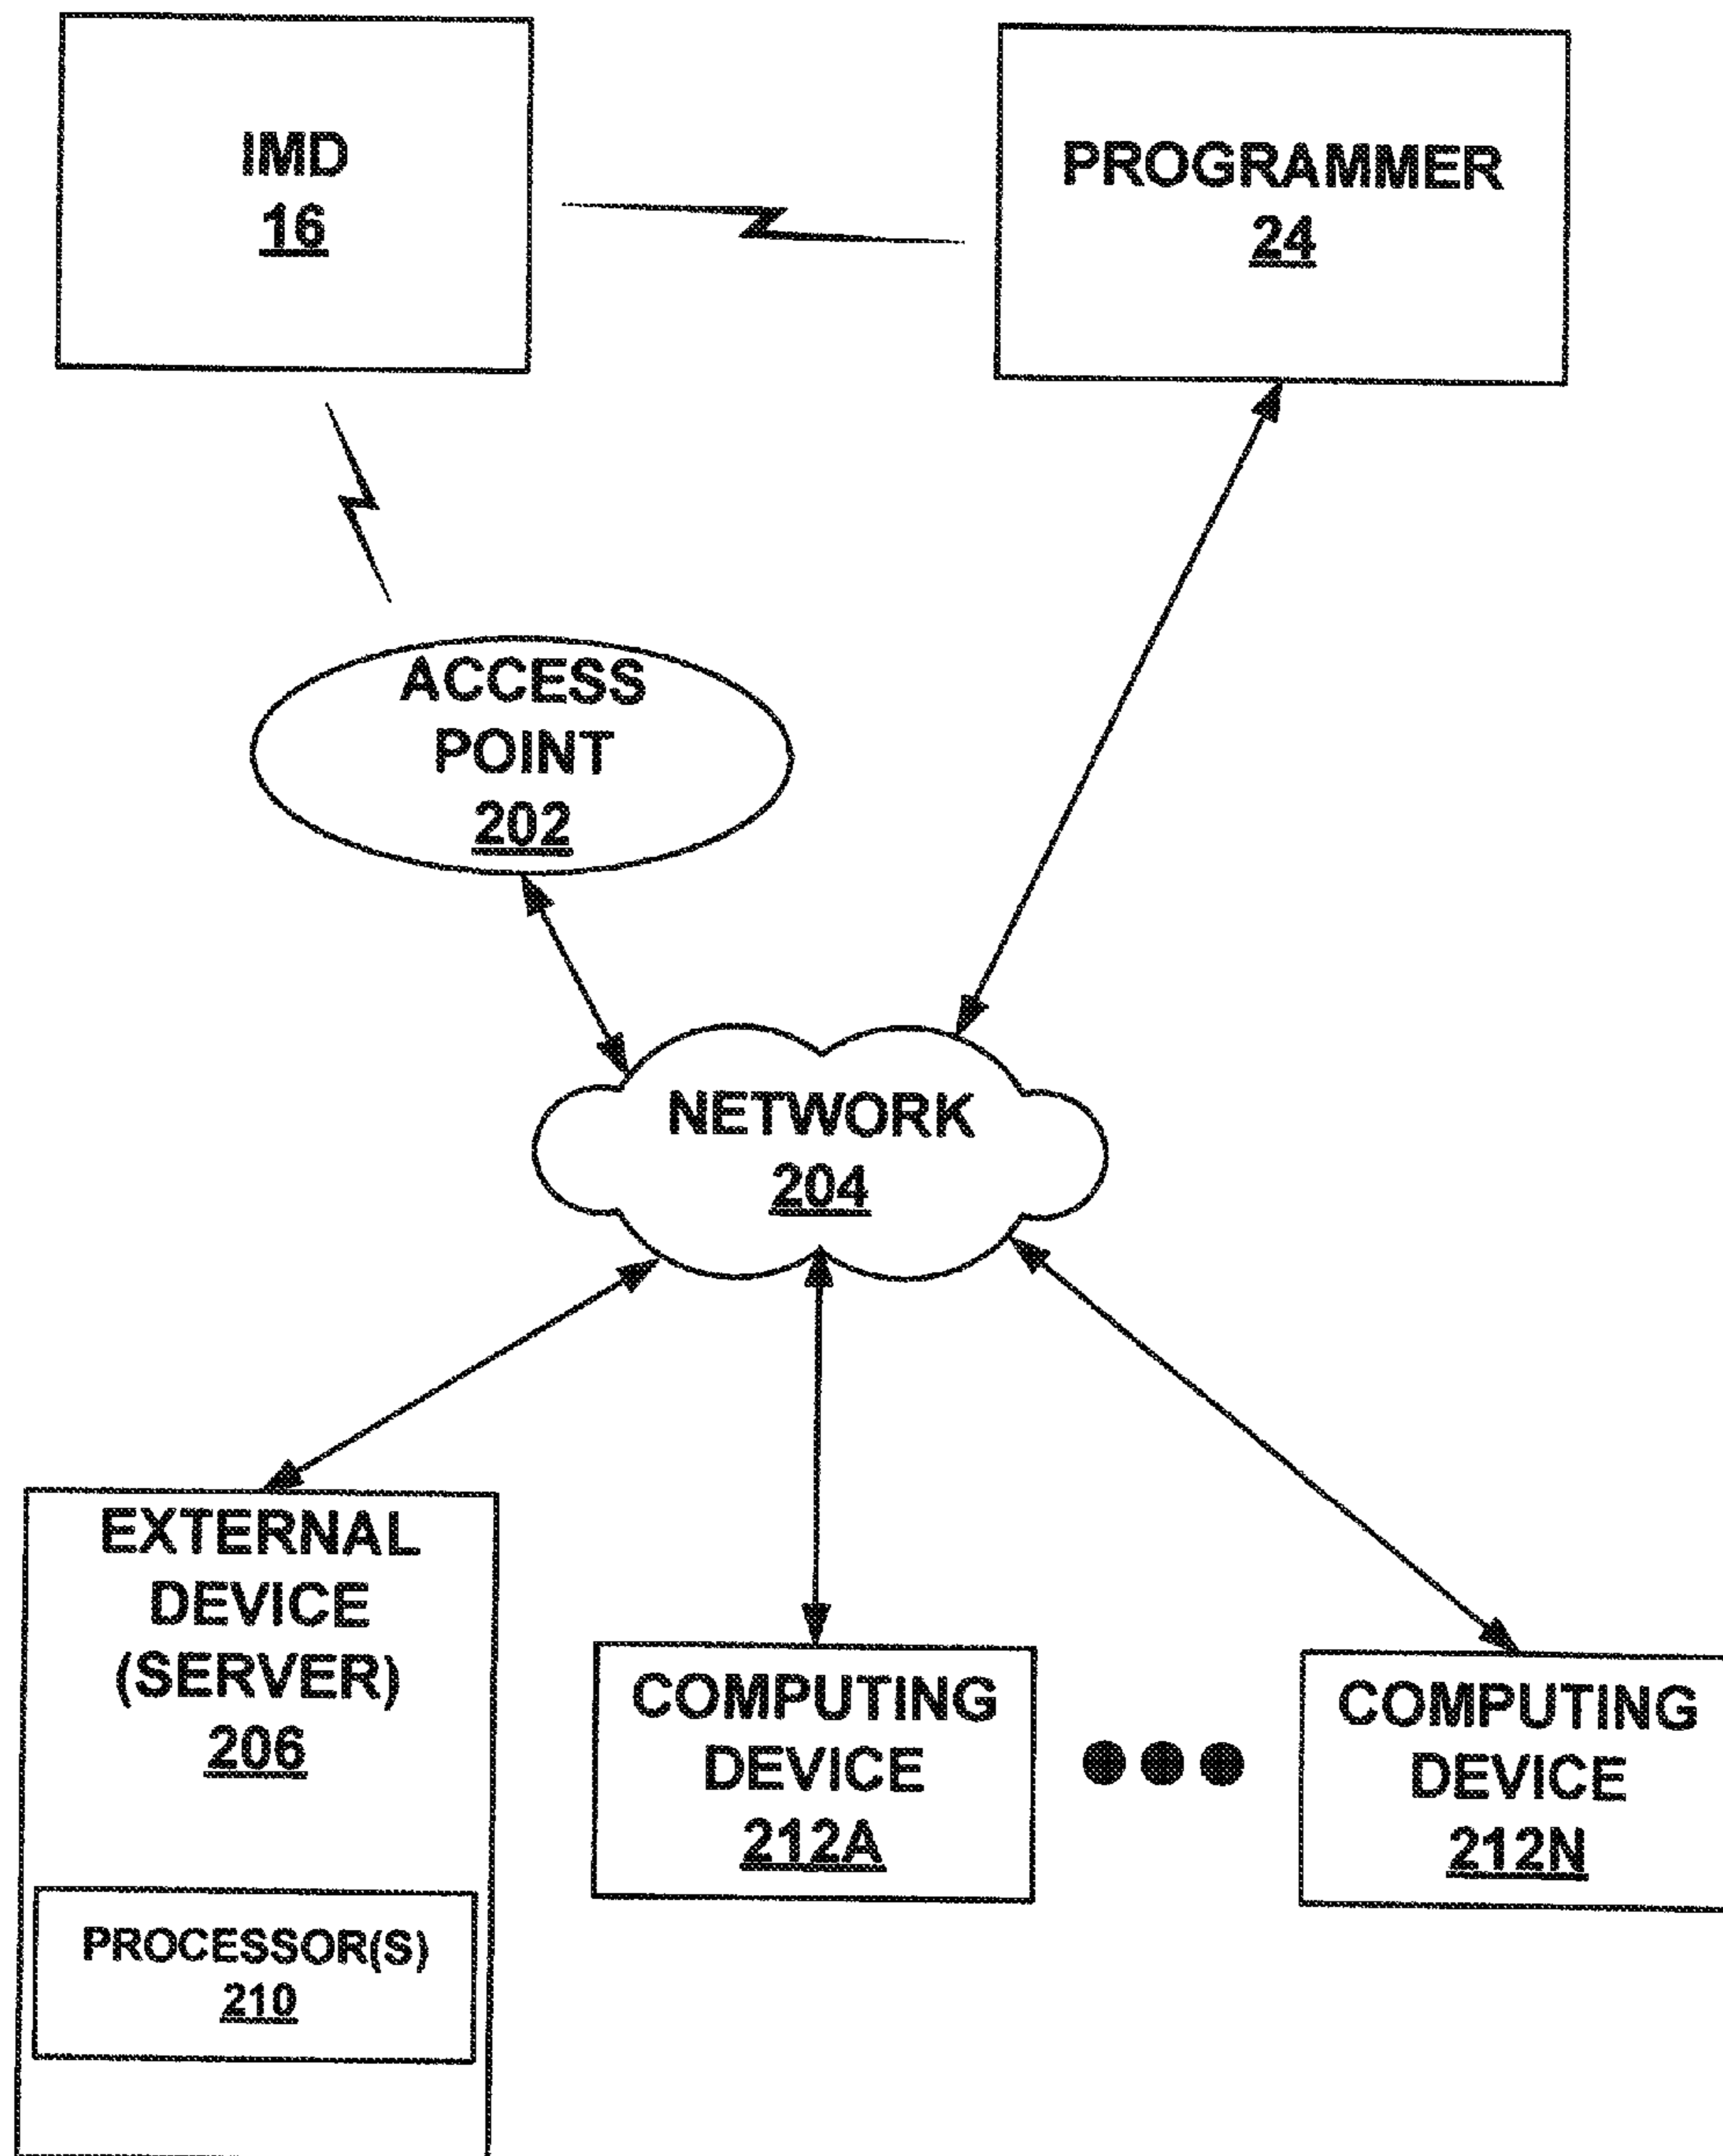 IMD
16
PROGRAMMER
24
ACCESS
POINT
202
NETWORK
204
EXTERNAL
DEVICE
(SERVER)
206
PROCESSOR(S)
210
COMPUTING
DEVICE
212A
COMPUTING
DEVICE
212N